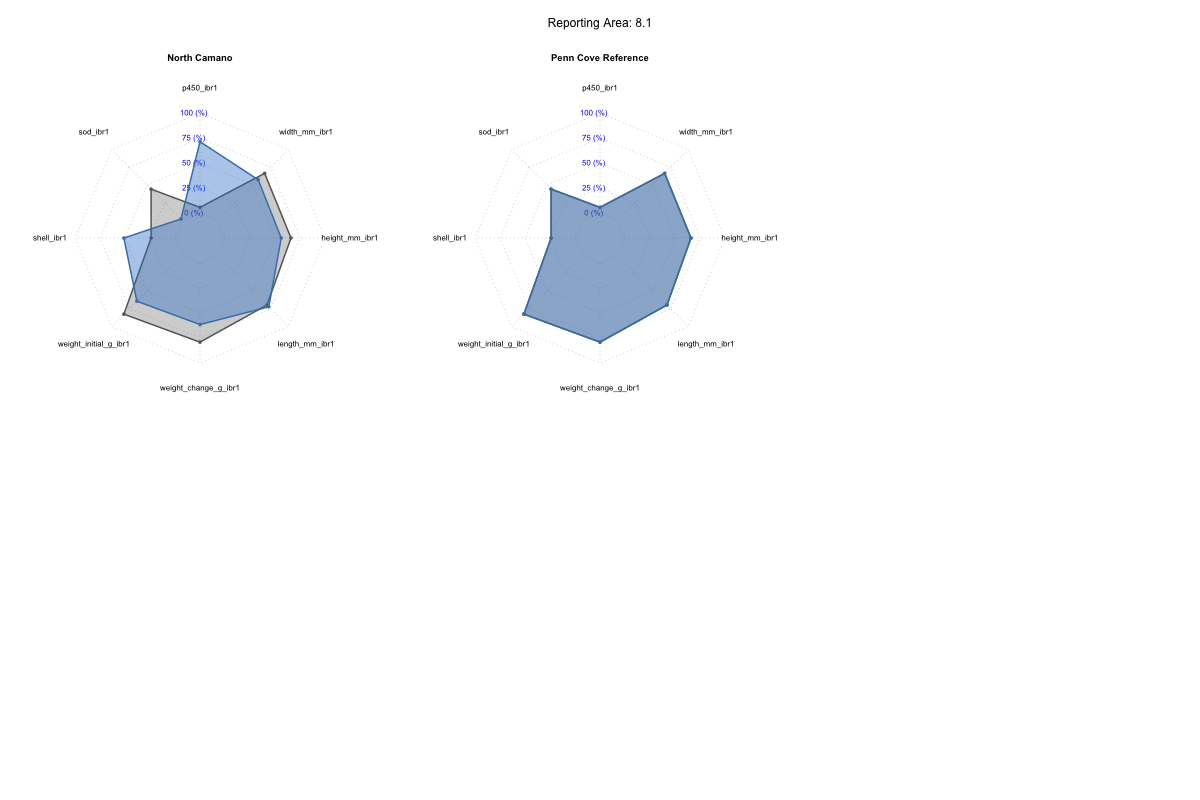 Reporting Area: 8.1
North Camano
p450_ibr1
100 (%)
75 (%)
50 (%)
25 (%)
0 (%)
sod_ibr1
width_mm_ibr1
shell_ibr1
height_mm_ibr1
weight_initial_g_ibr1
length_mm_ibr1
weight_change_g_ibr1
Penn Cove Reference
p450_ibr1
100 (%)
75 (%)
50 (%)
25 (%)
0 (%)
sod_ibr1
width_mm_ibr1
shell_ibr1
height_mm_ibr1
weight_initial_g_ibr1
length_mm_ibr1
weight_change_g_ibr1